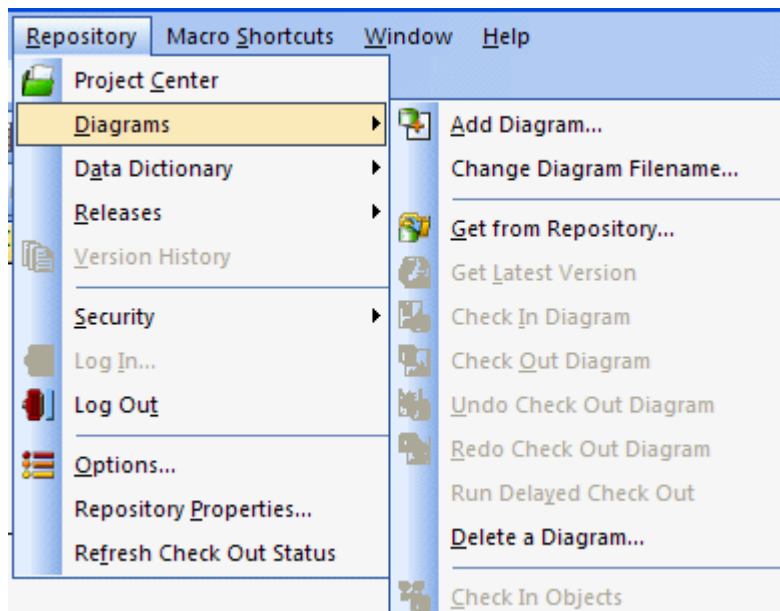 Repository Macro Shortcuts Window Help
Project Center
Diagrams
Data Dictionary
Releases
Version History
Security
Log In...
Log Out
Options...
Repository Properties...
Refresh Check Out Status
Add Diagram...
Change Diagram Filename...
Get from Repository...
Get Latest Version
Check In Diagram
Check Out Diagram
Undo Check Out Diagram
Redo Check Out Diagram
Run Delayed Check Out
Delete a Diagram...
Check In Objects